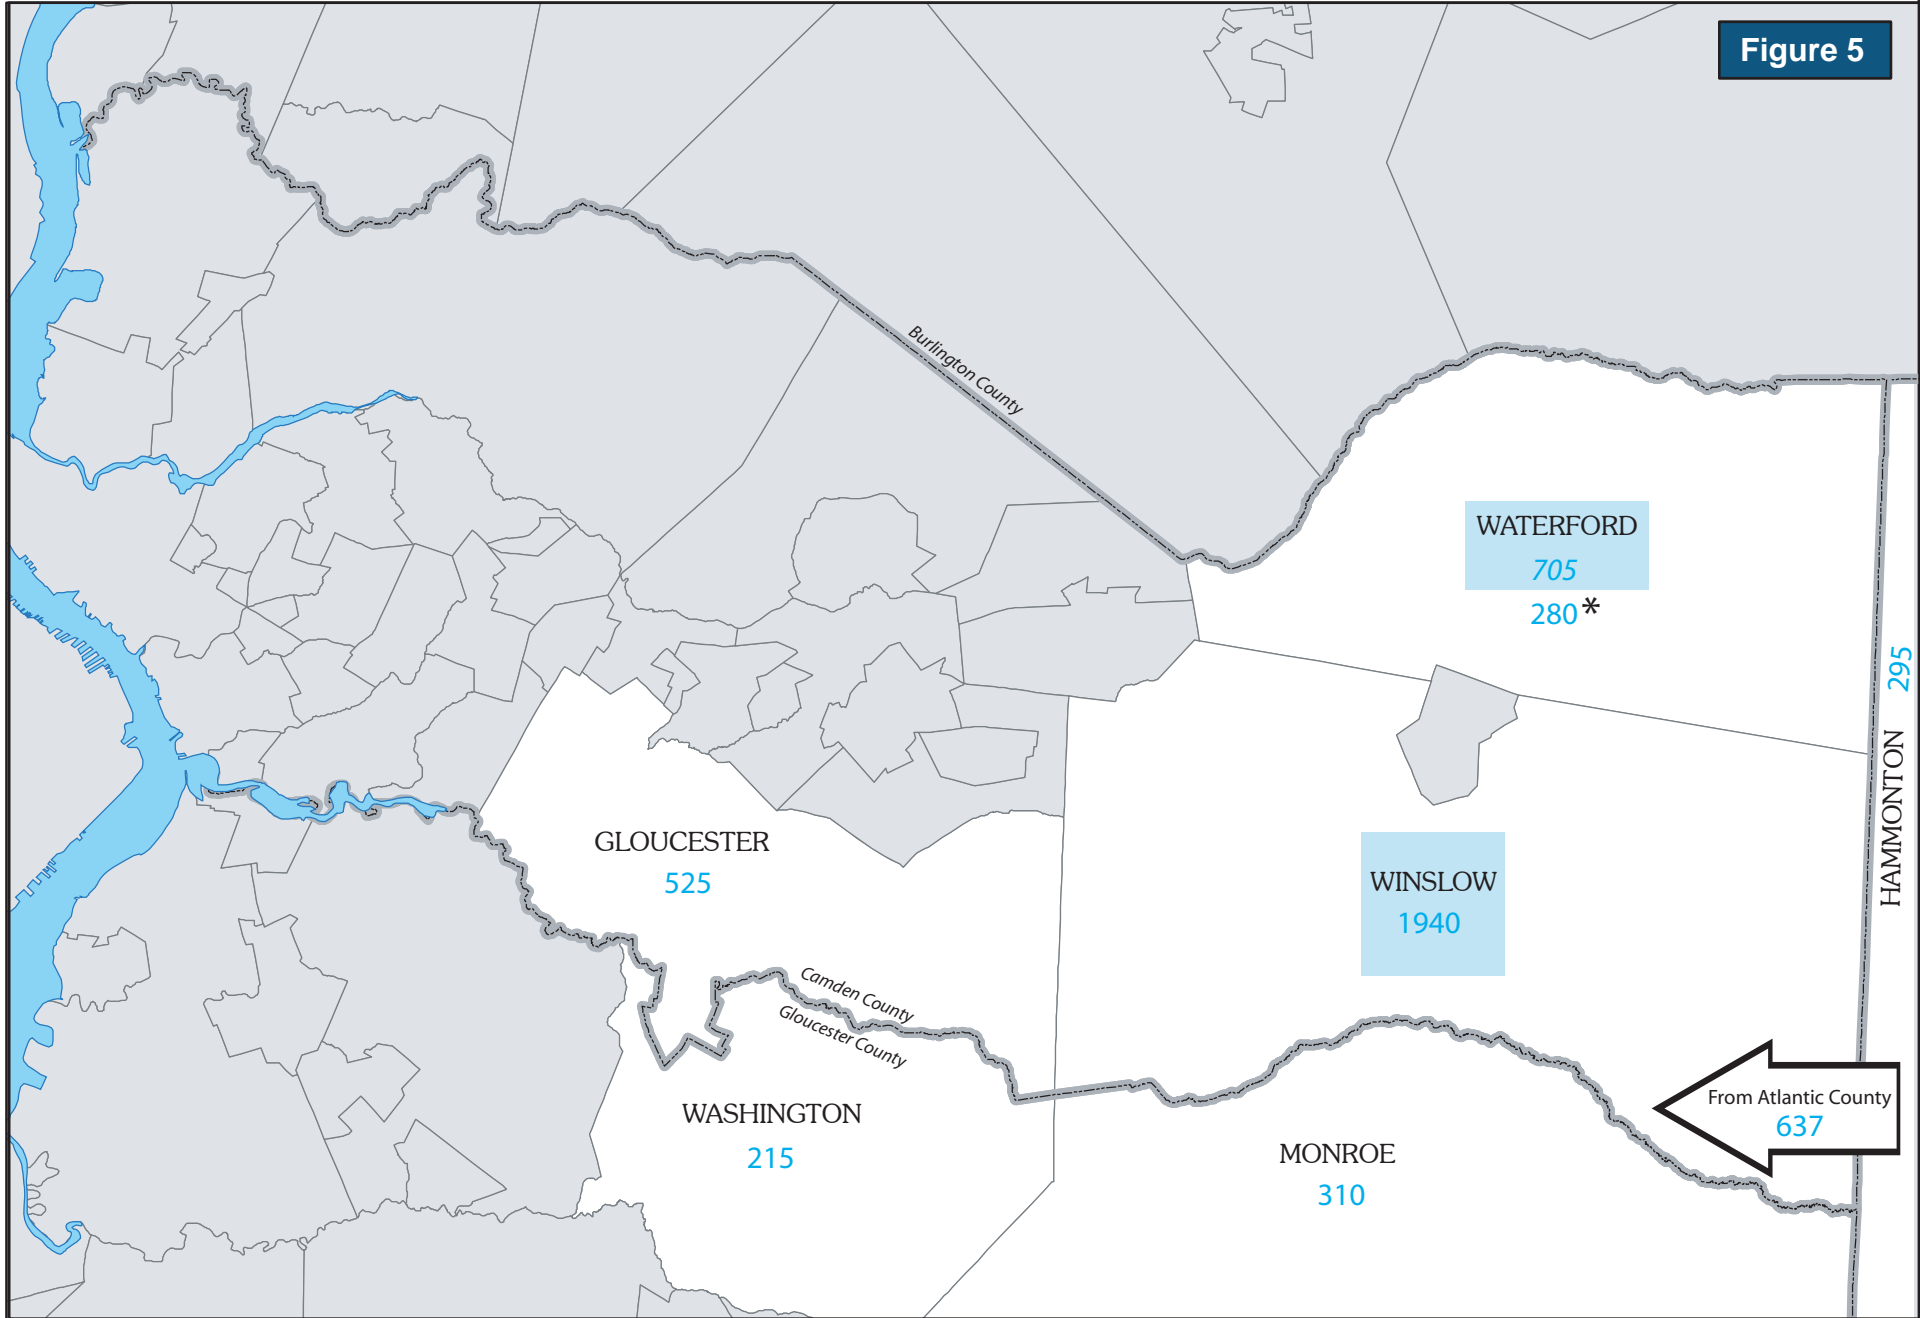 Figure 5
Burlington County
WATERFORD
705
280*
295
HAMMONTON
GLOUCESTER
525
WINSLOW
1940
Camden County
Gloucester County
WASHINGTON
215
MONROE
310
From Atlantic County
637